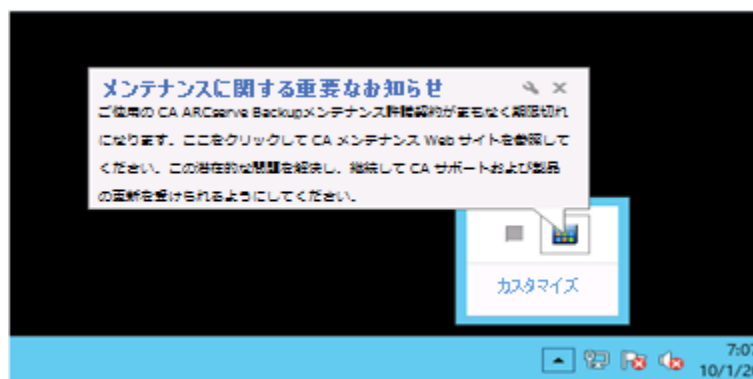 メンテナンスに関する重要なお知らせ
ご使用の CA ARCserve Backupメンテナンス許諾契約がまもなく期限切れ
になります。ここをクリックして CA メンテナンス Web サイトを参照して
ください。この潜在的な問題を解決し、継続して CA サポートおよび製品
の更新を受けられるようにしてください。
カスタマイズ
7:07
10/1/2